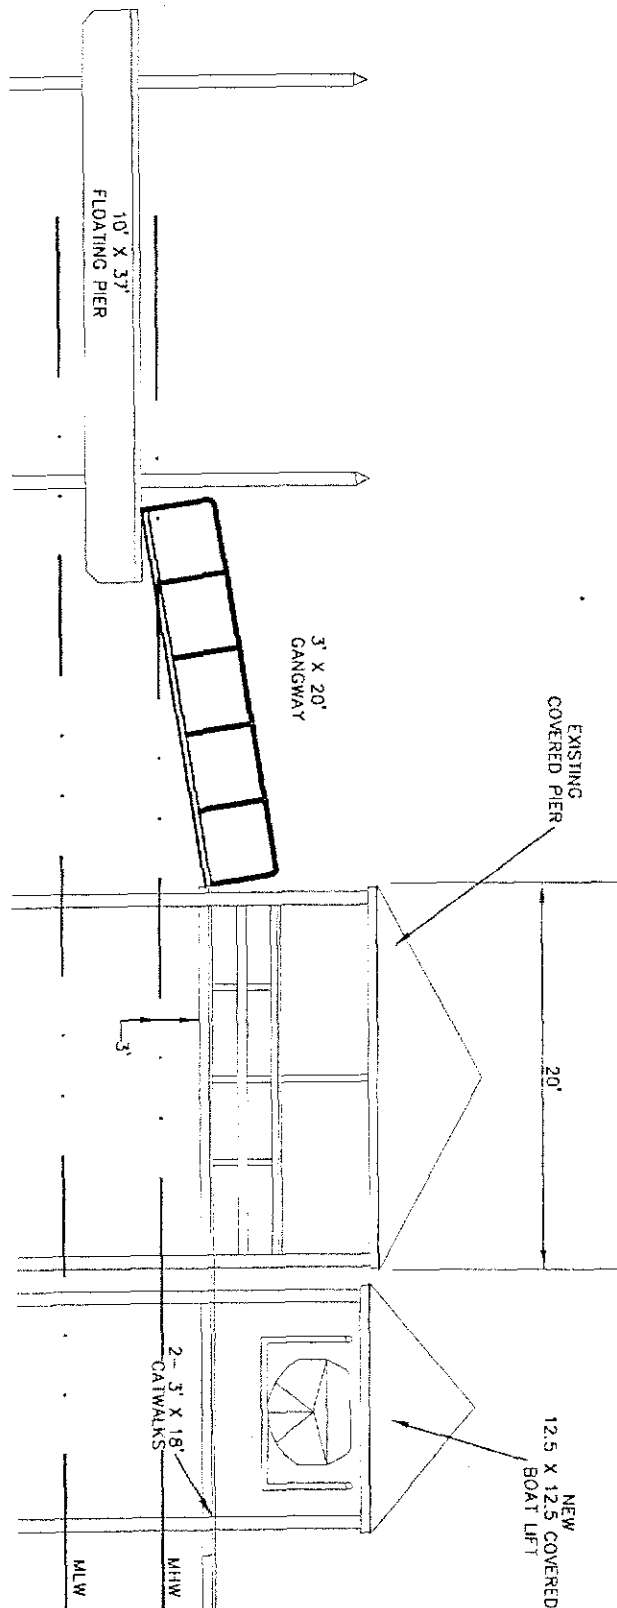 10' X 37'
FLOATING PIER
3' X 20'
GANGWAY
EXISTING
COVERED PIER
20'
3'
NEW
12.5 X 12.5 COVERED
BOAT LIFT
2- 3' X 18'
CATWALKS
MHW
MLW